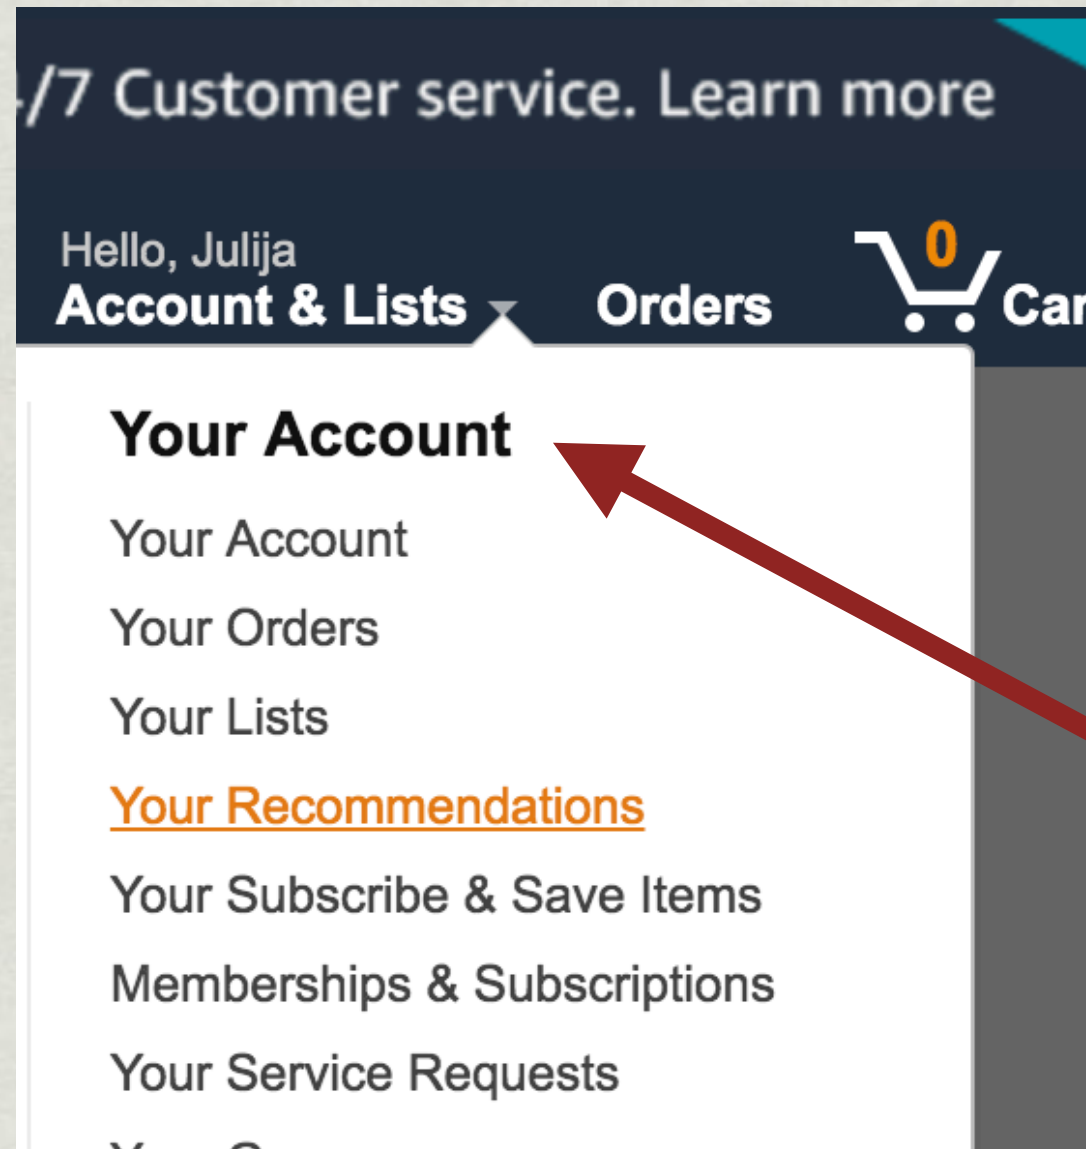 /7 Customer service. Learn more
Hello, Julija
0
Account & Lists Orders
Your Account
Your Account
Your Orders
Your Lists
Your Recommendations
Your Subscribe & Save Items
Memberships & Subscriptions
Your Service Requests